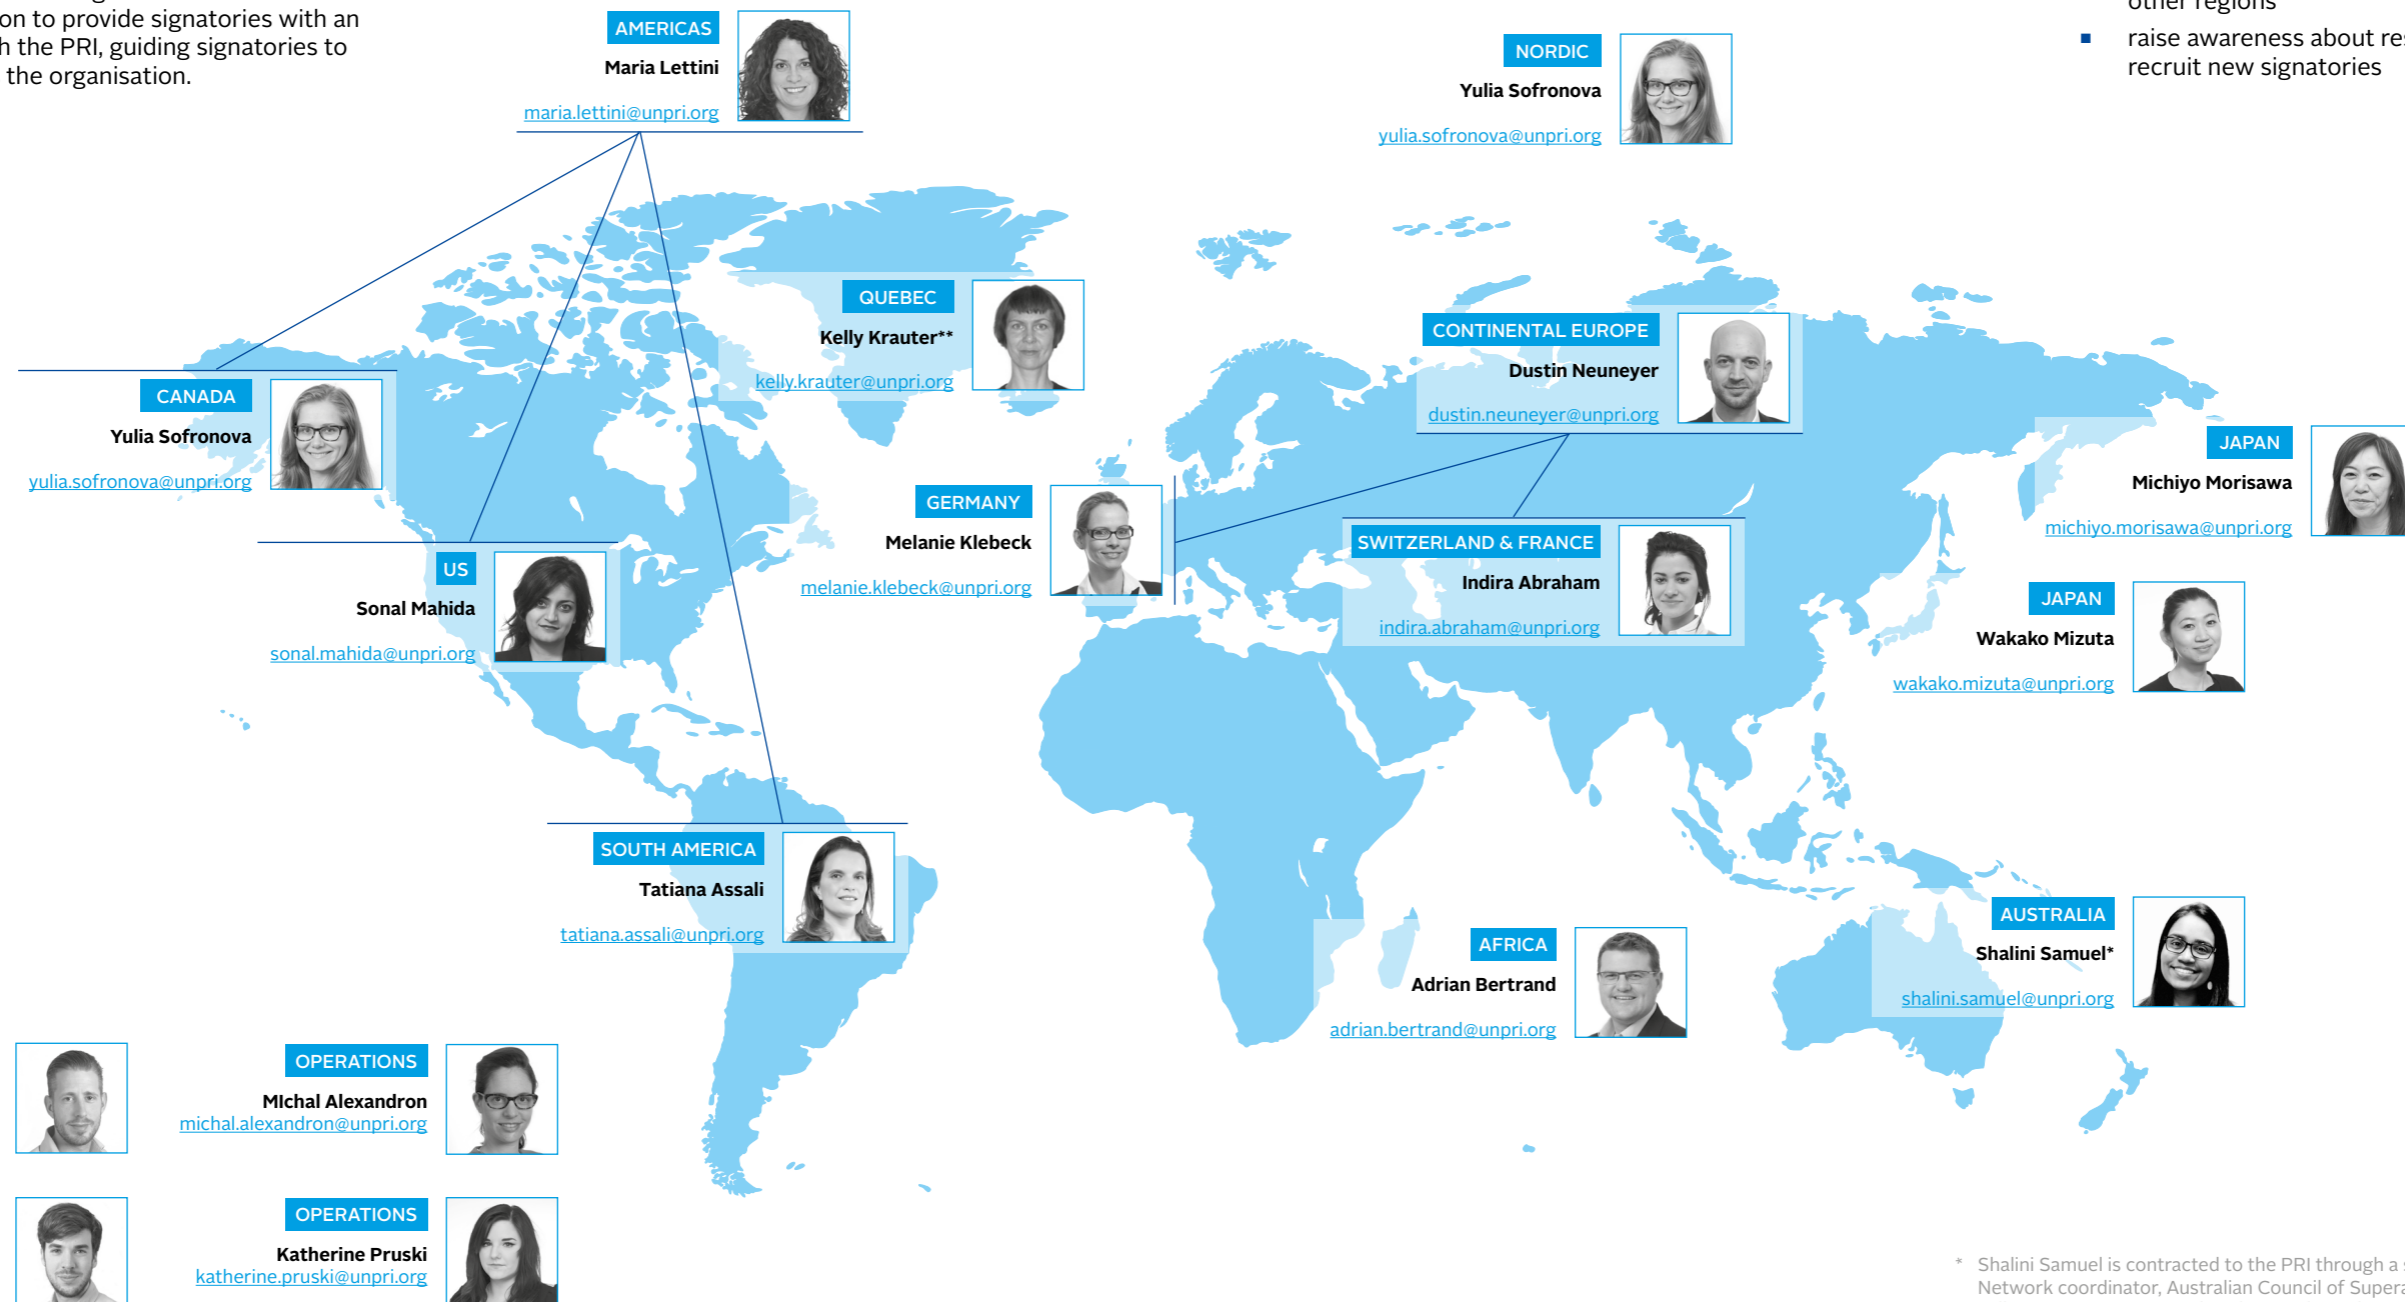 on to provide signatories with an
h the PRI, guiding signatories to
the organisation.
other regions
raise awareness about
recruit new signatories
AMERICAS
Maria Lettini
maria.lettini@unpri.org
NORDIC
Yulia Sofronova
yulia.sofronova@unpri.org
QUEBEC
Kelly Krauter**
kelly.krauter@unpri.org
CONTINENTAL EUROPE
Dustin Neuneyer
dustin.neuneyer@unpri.org
CANADA
Yulia Sofronova
yulia.sofronova@unpri.org
JAPAN
Michiyo Morisawa
michiyo.morisawa@unpri.org
GERMANY
Melanie Klebeck
melanie.klebeck@unpri.org
SWITZERLAND & FRANCE
Indira Abraham
indira.abraham@unpri.org
US
Sonal Mahida
sonal.mahida@unpri.org
JAPAN
Wakako Mizuta
wakako.mizuta@unpri.org
SOUTH AMERICA
Tatiana Assali
tatiana.assali@unpri.org
AUSTRALIA
Shalini Samuel*
shalini.samuel@unpri.org
AFRICA
Adrian Bertrand
adrian.bertrand@unpri.org
OPERATIONS
MIchal Alexandron
michal.alexandron@unpri.org
OPERATIONS
Katherine Pruski
katherine.pruski@unpri.org
* Shalini Samuel is contracted to the PRI through a
Network coordinator, Australian Council of